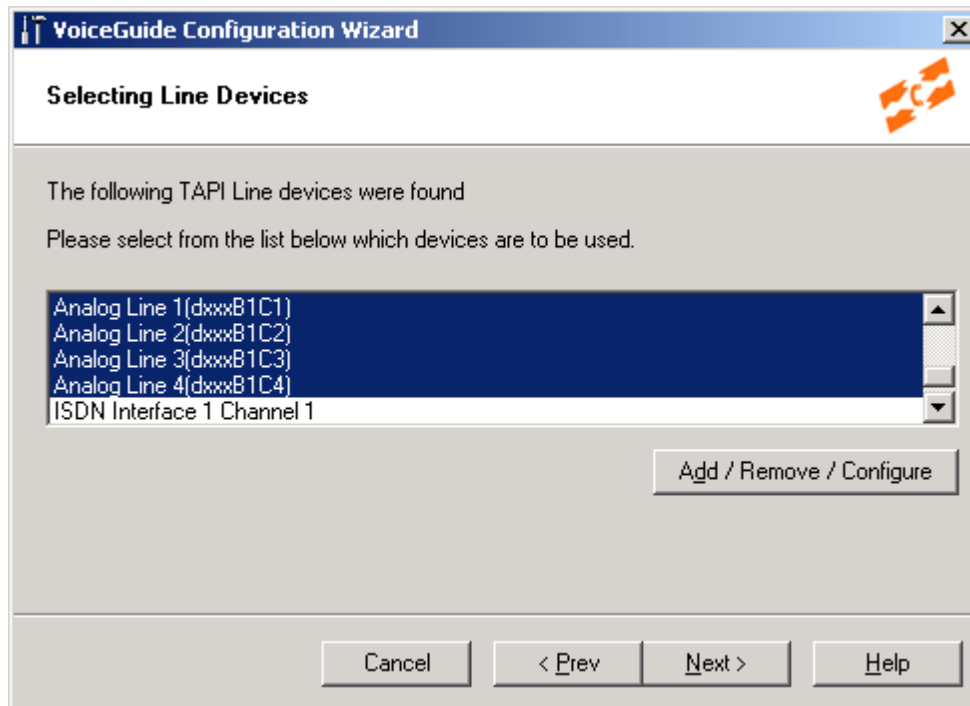 VoiceGuide Configuration Wizard
Selecting Line Devices
The following TAPI Line devices were found
Please select from the list below which devices are to be used.
Analog Line 1(dxxxB1C1)
Analog Line 2(dxxxB1C2)
Analog Line 3(dxxxB1C3)
Analog Line 4(dxxxB1C4)
ISDN Interface 1 Channel 1
Add / Remove / Configure
Cancel
< Prev
Next >
Help